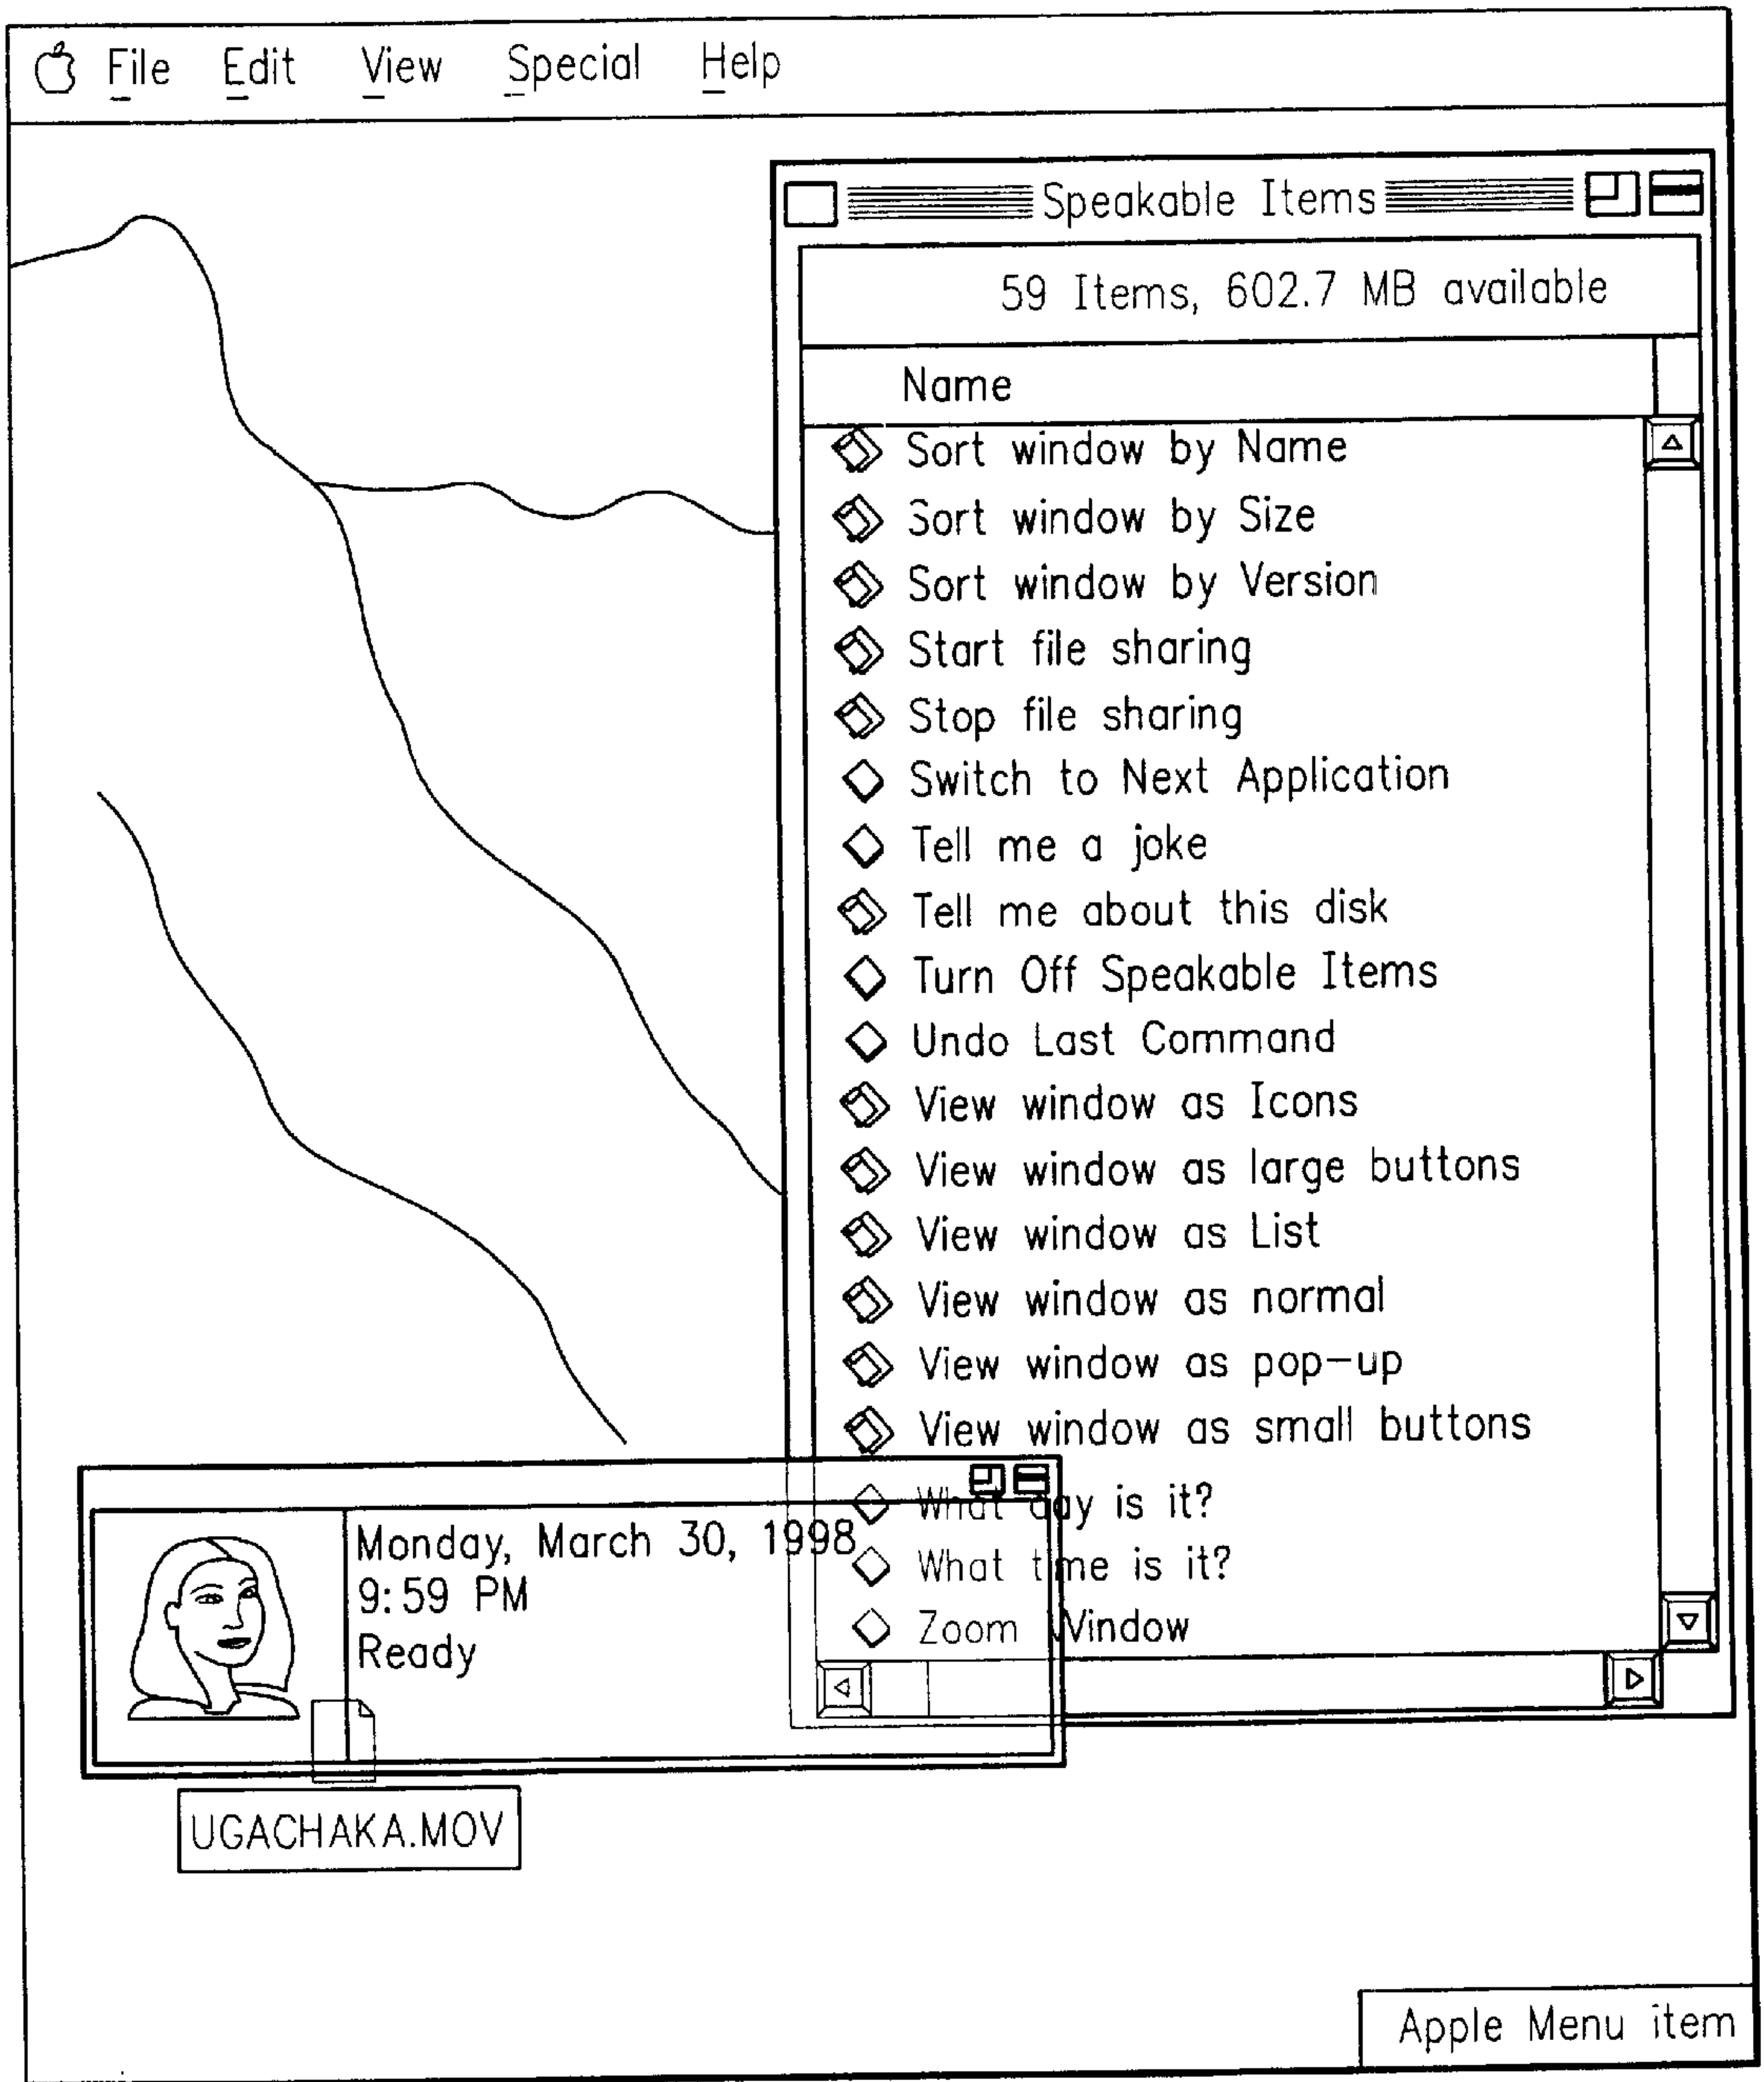 File Edit View Special Help
Speakable Items
59 Items, 602.7 MB available
Name
Sort window by Name
Sort window by Size
Sort window by Version
Start file sharing
Stop file sharing
Switch to Next Application
Tell me a joke
Tell me about this disk
Turn Off Speakable Items
Undo Last Command
View window as Icons
View window as large buttons
View window as List
View window as normal
View window as pop-up
View window as small buttons
What day is it?
What time is it?
Zoom Window
Monday, March 30, 1998
9:59 PM
Ready
UGACHAKA.MOV
Apple Menu item